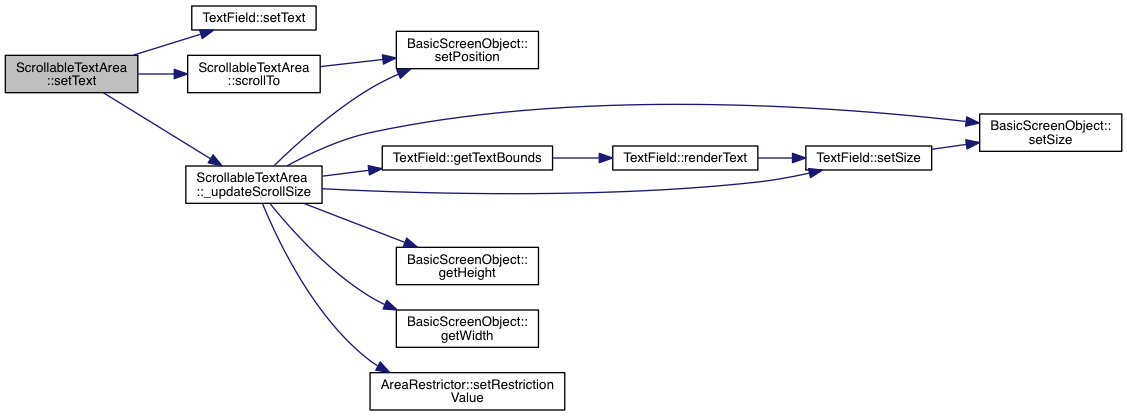 TextField::setText
ScrollableTextArea
::setText
ScrollableTextArea
::scrollTo
BasicScreenObject::
setPosition
ScrollableTextArea
::_updateScrollSize
TextField::getTextBounds
TextField::renderText
TextField::setSize
BasicScreenObject::
setSize
BasicScreenObject::
getHeight
BasicScreenObject::
getWidth
AreaRestrictor::setRestriction
Value